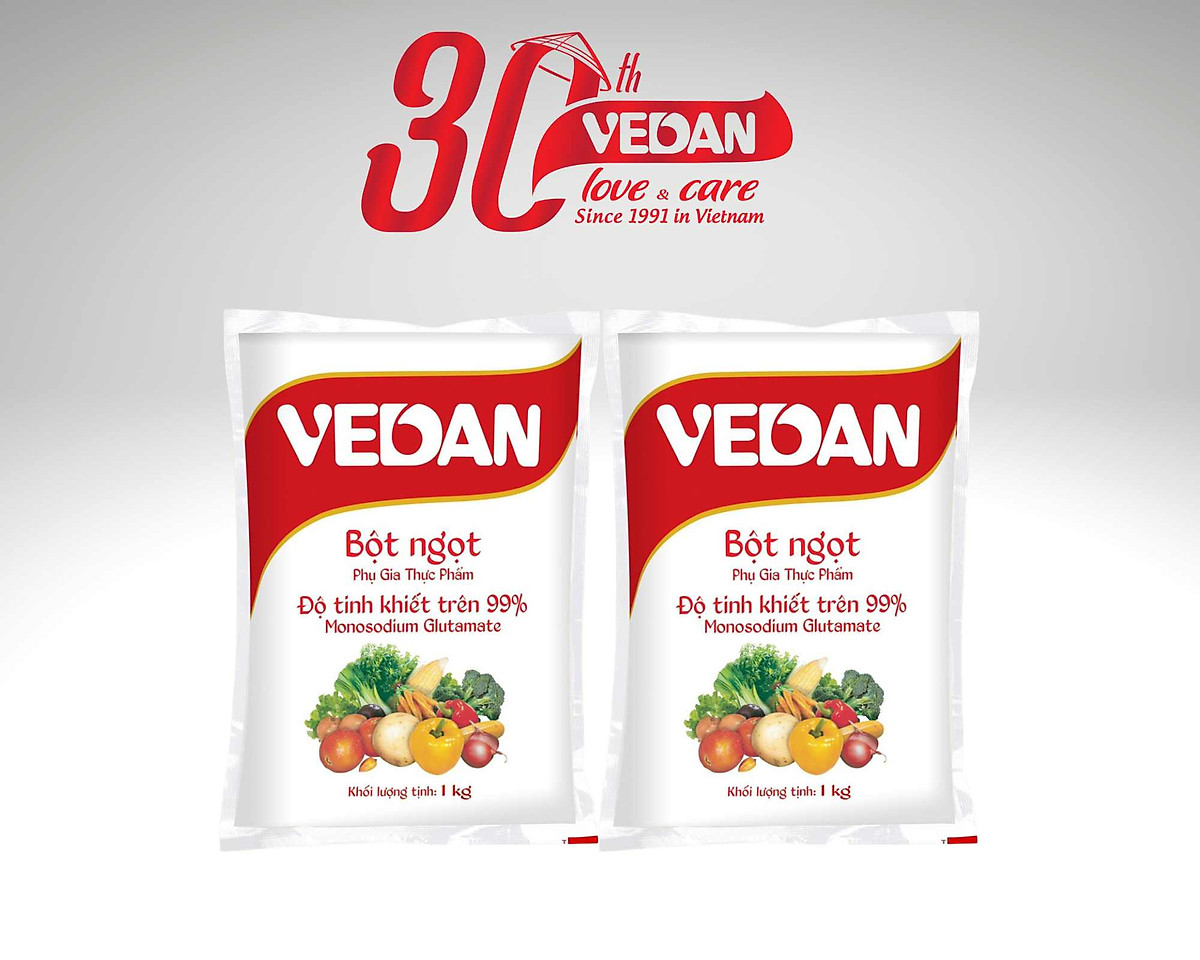 30th
VEDAN
love & care
Since 1991 in Vietnam
VEDAN
Bột ngọt
Phụ Gia Thực Phẩm
Độ tinh khiết trên 99%
Monosodium Glutamate
Khối lượng tịnh: 1 kg
VEDAN
Bột ngọt
Phụ Gia Thực Phẩm
Độ tinh khiết trên 99%
Monosodium Glutamate
Khối lượng tịnh: 1 kg